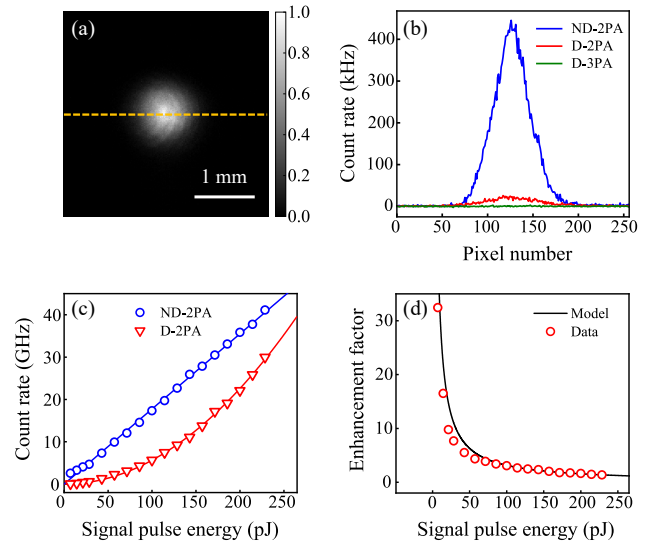 (a)
1 mm
1.0
0.8
0.6
0.4
0.2
0.0
(b)
ND-2PA
D-2PA
D-3PA
Count rate (kHz)
400
300
200
100
0
0 50 100 150 200 250
Pixel number
(c)
ND-2PA
D-2PA
Count rate (GHz)
40
30
20
10
0
0 50 100 150 200 250
Signal pulse energy (pJ)
(d)
Model
Data
Enhancement factor
30
20
10
0
0 50 100 150 200 250
Signal pulse energy (pJ)